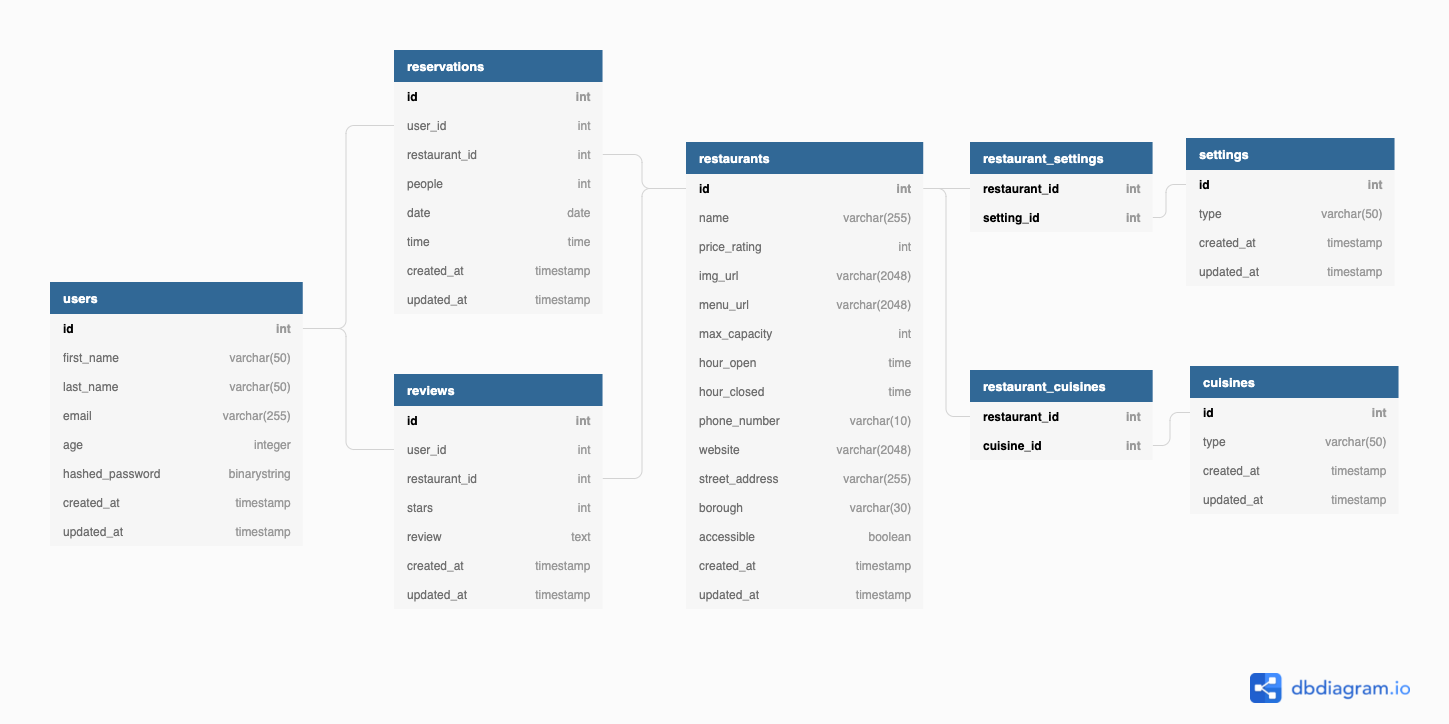 reservations
id int
user_id int
restaurant_id int
people int
date date
time time
created_at timestamp
updated_at timestamp
users
id int
first_name varchar(50)
last_name varchar(50)
email varchar(255)
age integer
hashed_password binarystring
created_at timestamp
updated_at timestamp
reviews
id int
user_id int
restaurant_id int
stars int
review text
created_at timestamp
updated_at timestamp
restaurants
id int
name varchar(255)
price_rating int
img_url varchar(2048)
menu_url varchar(2048)
max_capacity int
hour_open time
hour_closed time
phone_number varchar(10)
website varchar(2048)
street_address varchar(255)
borough varchar(30)
accessible boolean
created_at timestamp
updated_at timestamp
restaurant_settings
restaurant_id int
setting_id int
settings
id int
type varchar(50)
created_at timestamp
updated_at timestamp
restaurant_cuisines
restaurant_id int
cuisine_id int
cuisines
id int
type varchar(50)
created_at timestamp
updated_at timestamp
dbdiagram.io